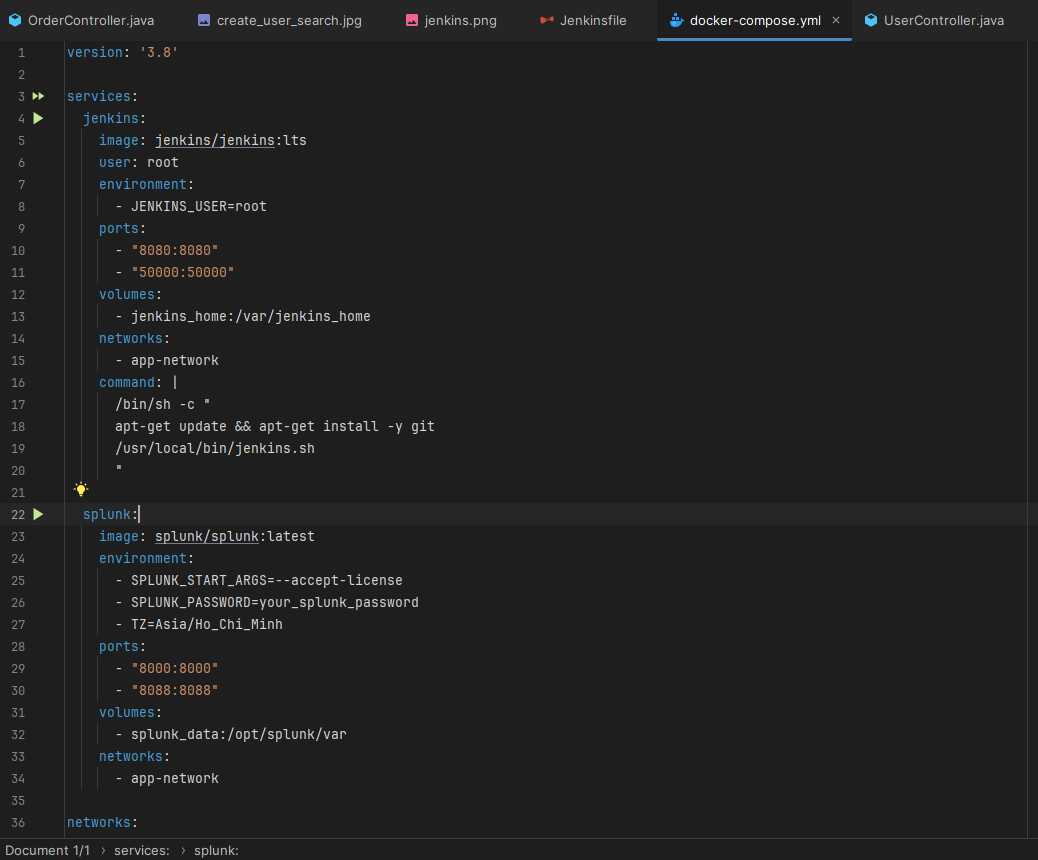 OrderController.java create_user_search.jpg jenkins.png Jenkinsfile docker-compose.yml × UserController.java
1 version: '3.8'
2
3 services:
4   jenkins:
5     image: jenkins/jenkins:lts
6     user: root
7     environment:
8       - JENKINS_USER=root
9     ports:
10       - "8080:8080"
11       - "50000:50000"
12     volumes:
13       - jenkins_home:/var/jenkins_home
14     networks:
15       - app-network
16     command: |
17       /bin/sh -c "
18       apt-get update && apt-get install -y git
19       /usr/local/bin/jenkins.sh
20       "
21
22   splunk:
23     image: splunk/splunk:latest
24     environment:
25       - SPLUNK_START_ARGS=--accept-license
26       - SPLUNK_PASSWORD=your_splunk_password
27       - TZ=Asia/Ho_Chi_Minh
28     ports:
29       - "8000:8000"
30       - "8088:8088"
31     volumes:
32       - splunk_data:/opt/splunk/var
33     networks:
34       - app-network
35
36 networks:
Document 1/1 › services: › splunk: